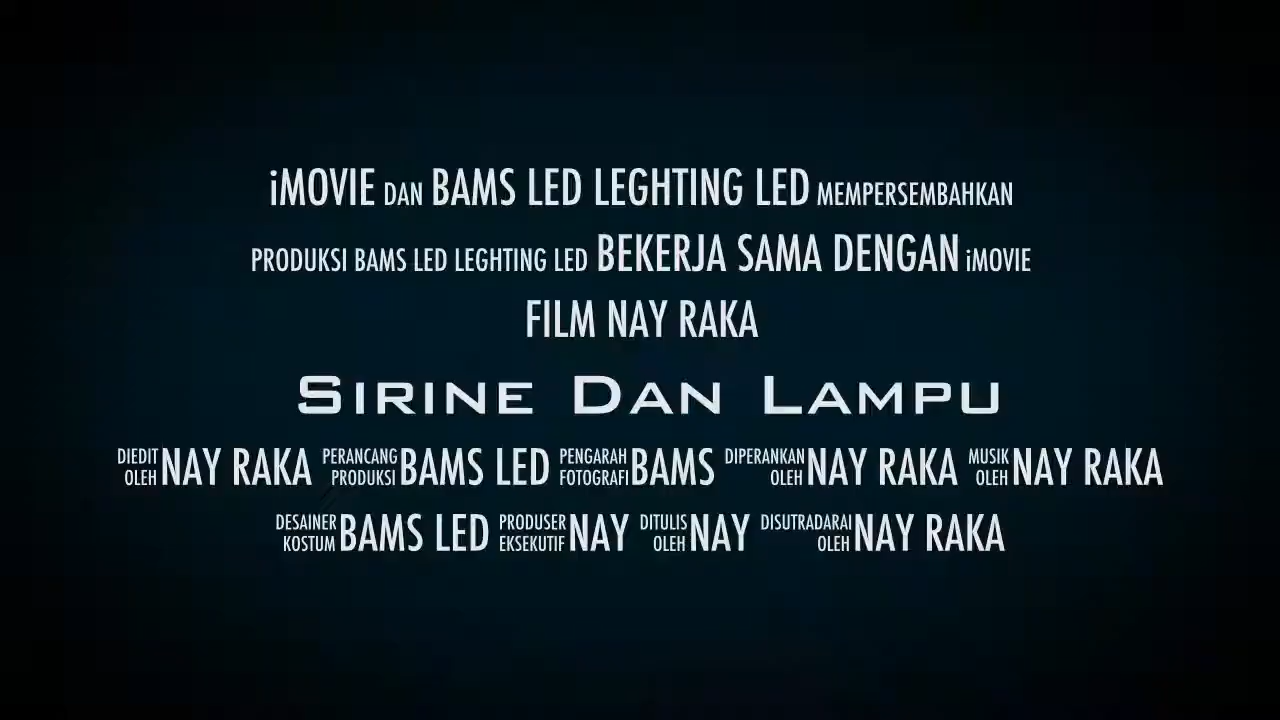 iMOVIE DAN BAMS LED LEGHTING LED MEMPERSEMBAHKAN
PRODUKSI BAMS LED LEGHTING LED BEKERJA SAMA DENGAN iMOVIE
FILM NAY RAKA
SIRINE DAN LAMPU
DIEDIT OLEH NAY RAKA PERANCANG PRODUKSI BAMS LED PENGARAH FOTOGRAFI BAMS DIPERANKAN OLEH NAY RAKA MUSIK OLEH NAY RAKA
DESAINER KOSTUM BAMS LED PRODUSER EKSEKUTIF NAY DITULIS OLEH NAY DISUTRADARAI OLEH NAY RAKA